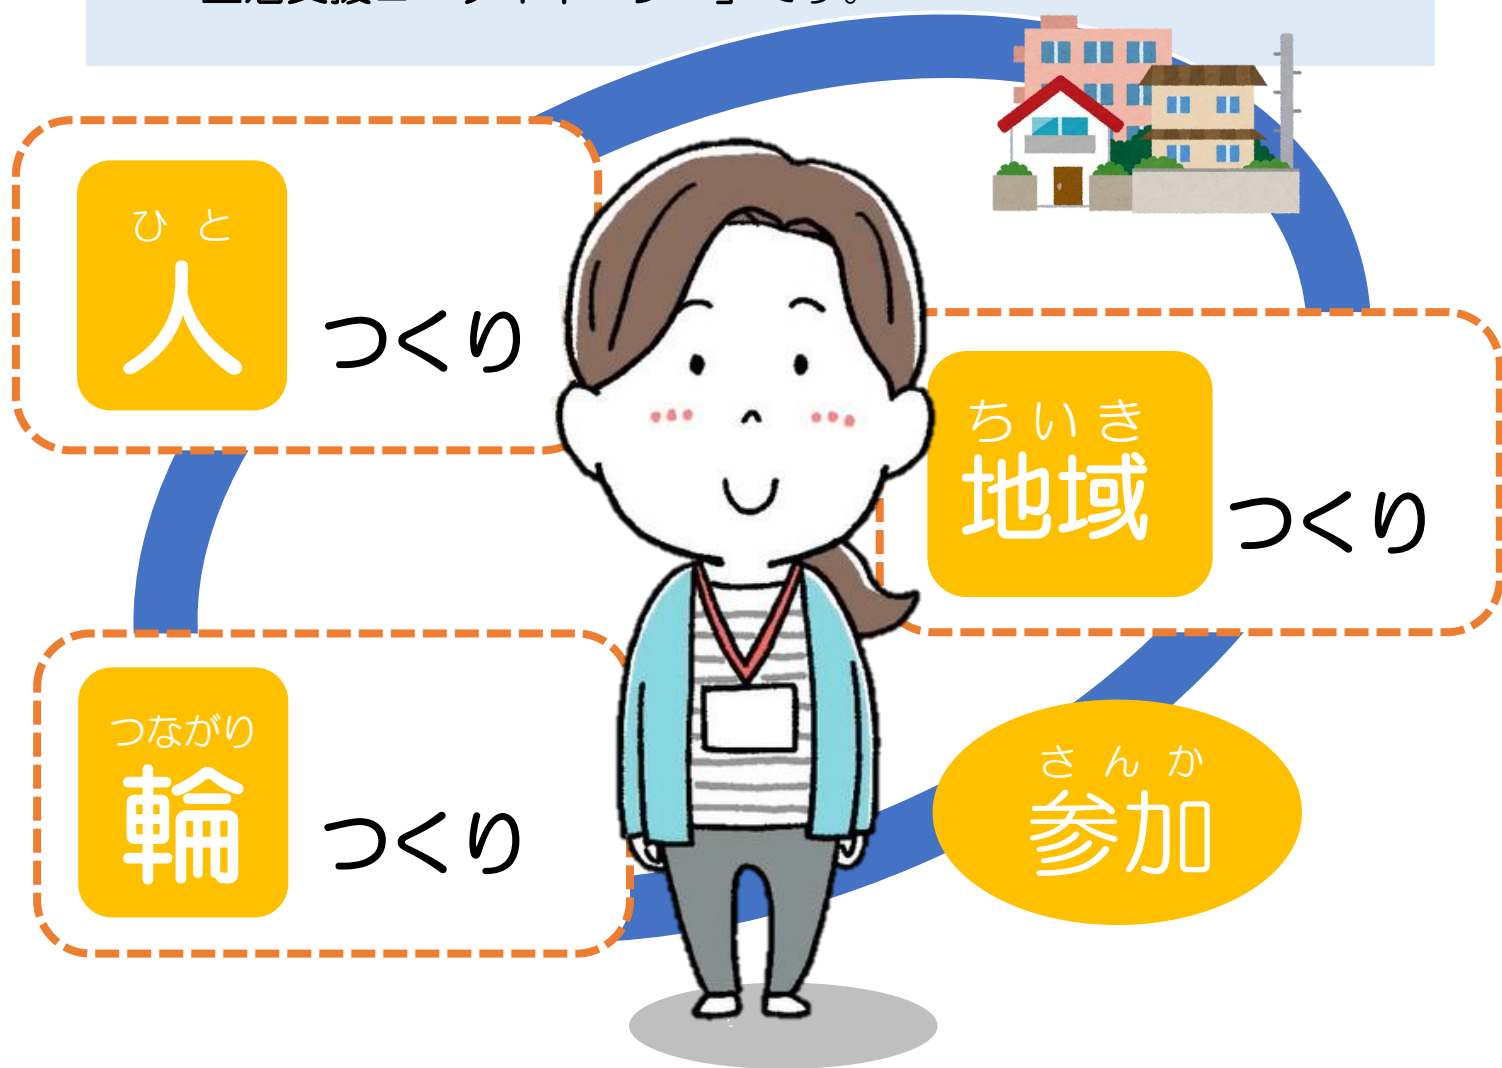 ひと
人 つくり
ちいき
地域 つくり
つながり
輪 つくり
さんか
参加